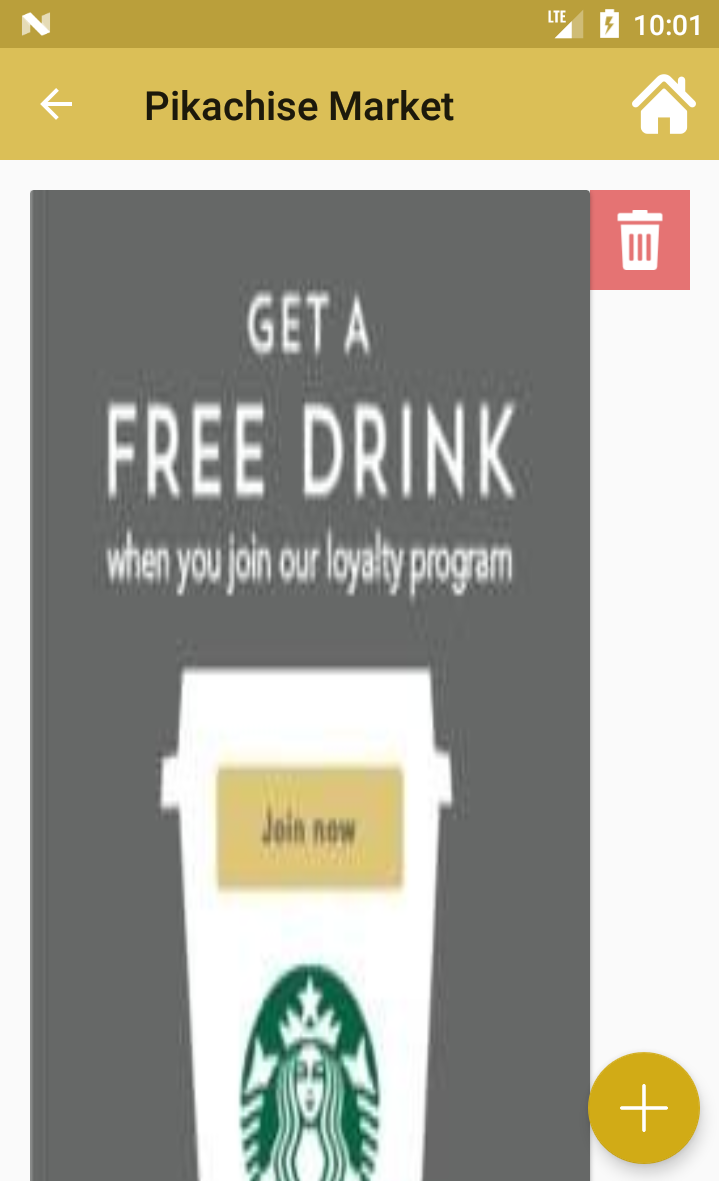 LTE 10:01
Pikachise Market
GET A
FREE DRINK
when you join our loyalty program
Join now